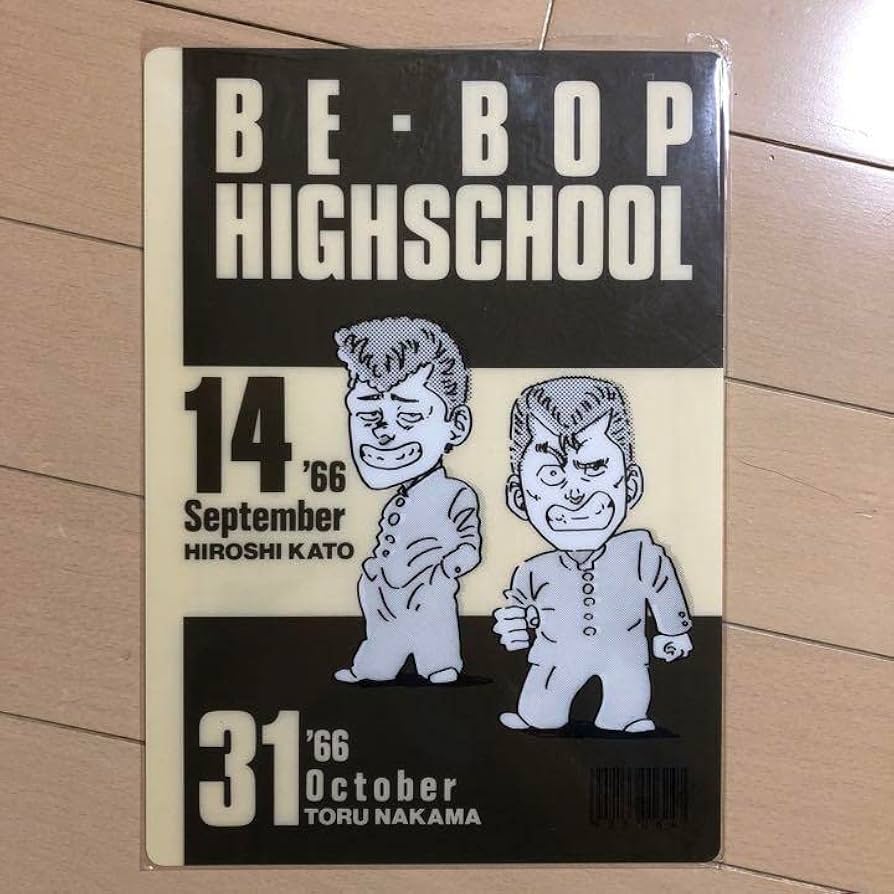 BE·BOP
HIGHSCHOOL
14 '66
September
HIROSHI KATO
31 '66
October
TORU NAKAMA